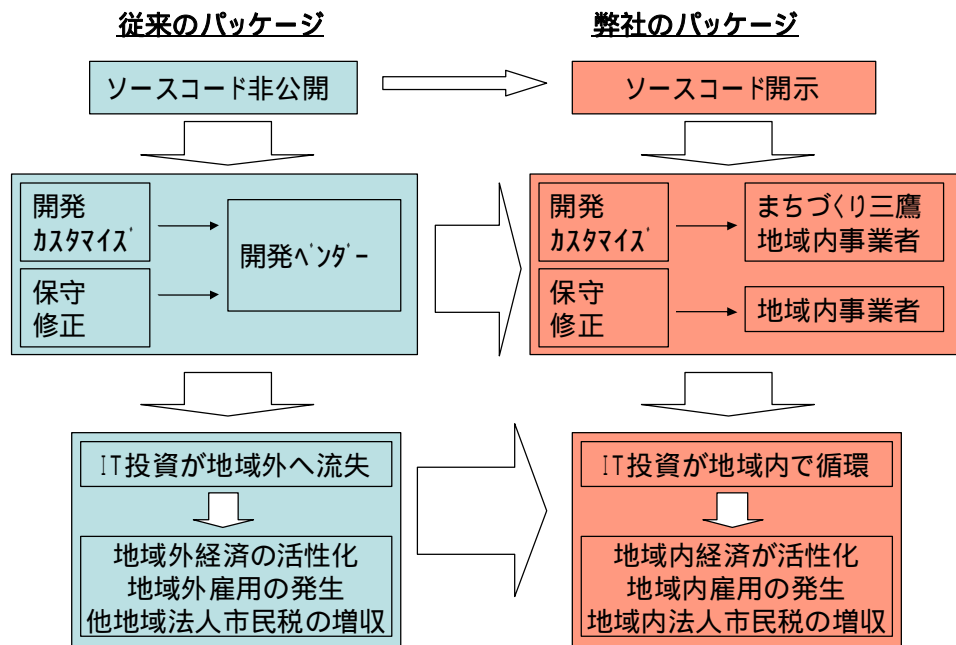 従来のパッケージ
弊社のパッケージ
ソースコード非公開
ソースコード開示
開発
ｶｽﾀﾏｲｽﾞ
保守
修正
開発ﾍﾞﾝﾀﾞｰ
開発
ｶｽﾀﾏｲｽﾞ
まちづくり三鷹
地域内事業者
保守
修正
地域内事業者
IT投資が地域外へ流失
地域外経済の活性化
地域外雇用の発生
他地域法人市民税の増収
IT投資が地域内で循環
地域内経済が活性化
地域内雇用の発生
地域内法人市民税の増収